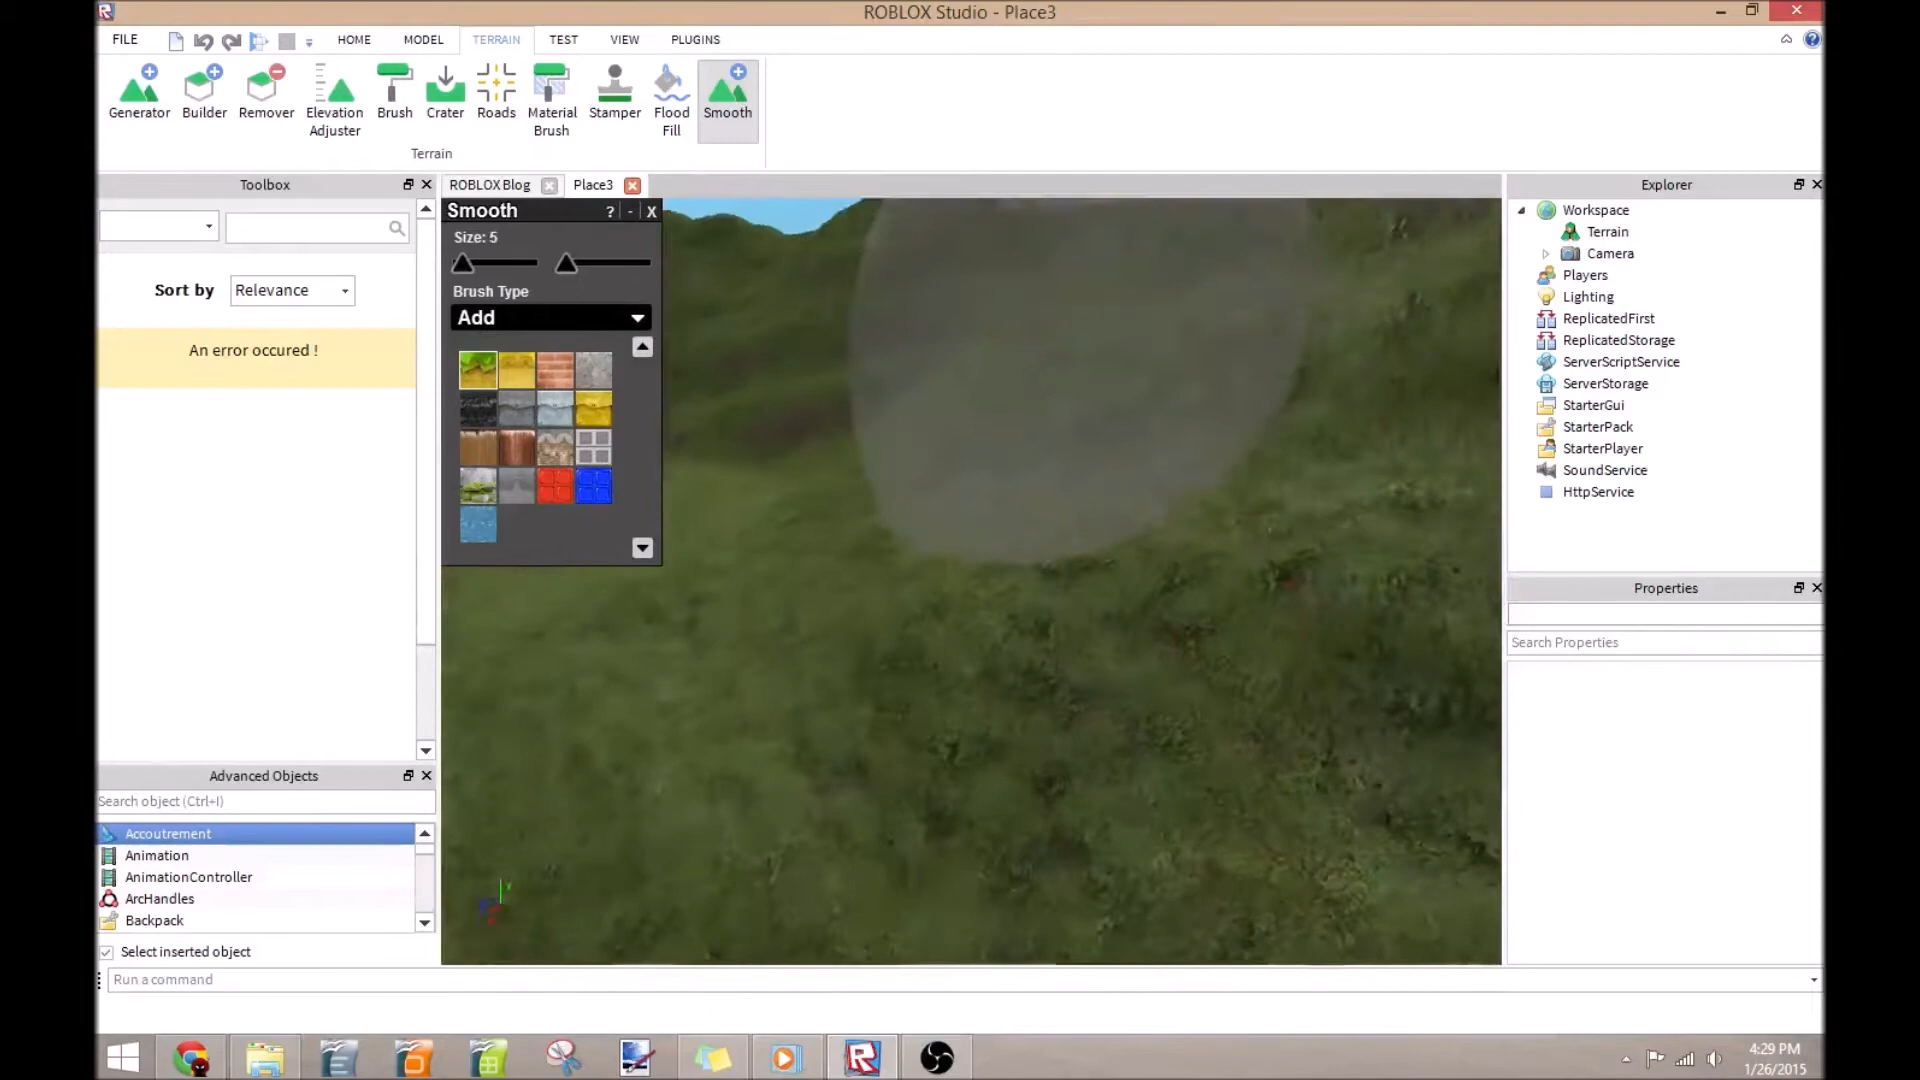 ROBLOX Studio - Place3
FILE HOME MODEL TERRAIN TEST VIEW PLUGINS
Generator Builder Remover Elevation Adjuster Brush Crater Roads Material Brush Stamper Flood Fill Smooth
Terrain
Toolbox
Sort by Relevance
An error occured !
Advanced Objects
Search object (Ctrl+I)
Accoutrement
Animation
AnimationController
ArcHandles
Backpack
Select inserted object
Run a command
ROBLOX Blog Place3
Smooth ? - X
Size: 5
Brush Type
Add
Y
Explorer
Workspace
Terrain
Camera
Players
Lighting
ReplicatedFirst
ReplicatedStorage
ServerScriptService
ServerStorage
StarterGui
StarterPack
StarterPlayer
SoundService
HttpService
Properties
Search Properties
4:29 PM
1/26/2015